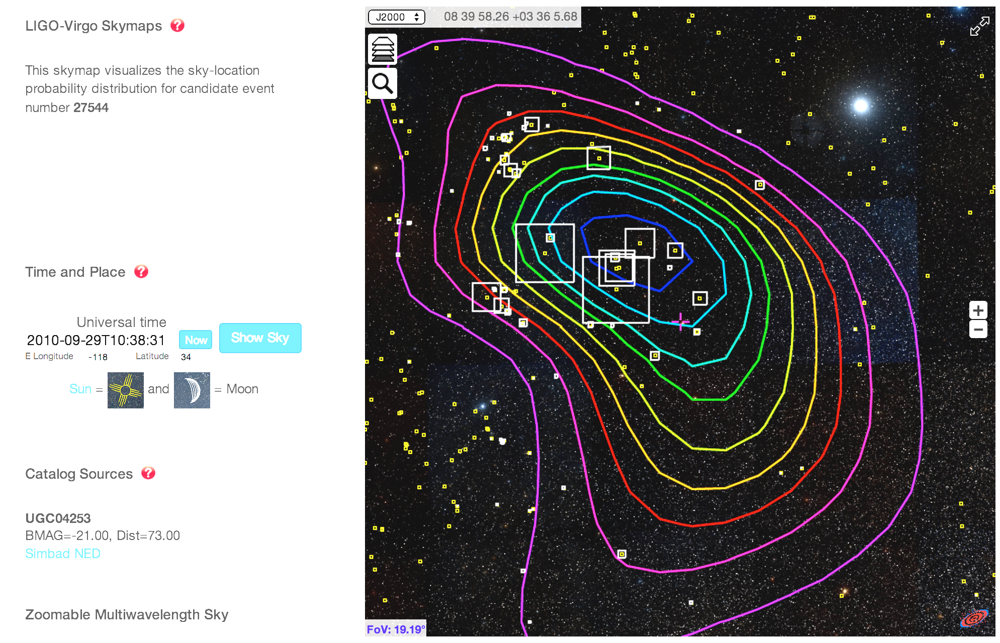 LIGO-Virgo Skymaps ?
This skymap visualizes the sky-location
probability distribution for candidate event
number 27544
Time and Place ?
Universal time
2010-09-29T10:38:31 Now Show Sky
E Longitude -118 Latitude 34
Sun = and = Moon
Catalog Sources ?
UGC04253
BMAG=-21.00, Dist=73.00
Simbad NED
Zoomable Multiwavelength Sky
J2000 08 39 58.26 +03 36 5.68
+
−
FoV: 19.19°